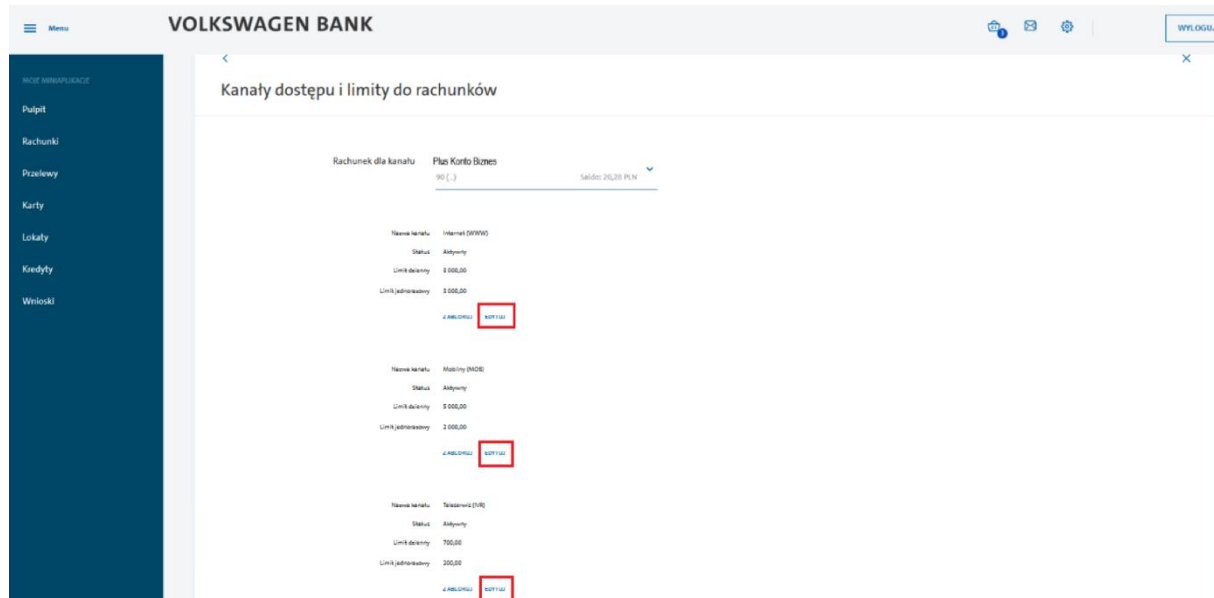 Menu
VOLKSWAGEN BANK
WYLOGUJ
MOJE MINIAPLIKACJE
Pulpit
Rachunki
Przelewy
Karty
Lokaty
Kredyty
Wnioski
Kanały dostępu i limity do rachunków
Rachunek dla kanału Plus Konto Biznes
90 (..) Saldo: 20,20 PLN
Nazwa kanału Internet (WWW)
Status Aktywny
Limit dzienny 3 000,00
Limit jednorazowy 3 000,00
ZABLOKUJ EDYTUJ
Nazwa kanału Mobilny (MOB)
Status Aktywny
Limit dzienny 5 000,00
Limit jednorazowy 2 000,00
ZABLOKUJ EDYTUJ
Nazwa kanału Teleserwis (IVR)
Status Aktywny
Limit dzienny 700,00
Limit jednorazowy 200,00
ZABLOKUJ EDYTUJ